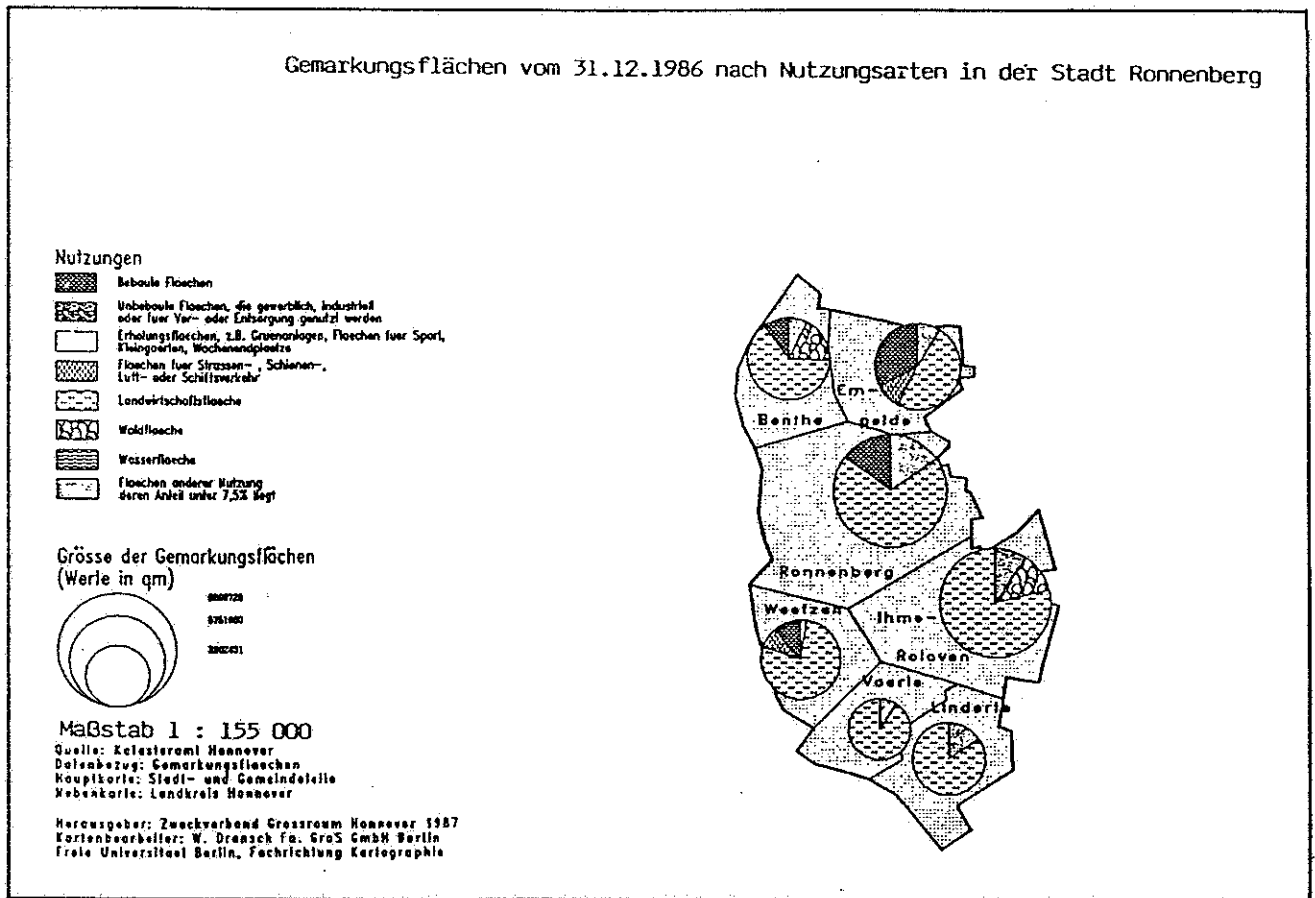 Gemarkungsflächen vom 31.12.1986 nach Nutzungsarten in der Stadt Ronnenberg
Nutzungen
Bebaute Flaechen
Unbebaute Flaechen, die gewerblich, industriell
oder fuer Ver- oder Entsorgung genutzt werden
Erholungsflaechen, z.B. Gruenanlagen, Flaechen fuer Sport,
Kleingaerten, Wochenendplaetze
Flaechen fuer Strassen-, Schienen-,
Luft- oder Schiffsverkehr
Landwirtschaftsflaeche
Waldflaeche
Wasserflaeche
Flaechen anderer Nutzung
deren Anteil unter 7,5% liegt
Grösse der Gemarkungsflächen
(Werte in qm)
Maßstab 1 : 155 000
Quelle: Katasteramt Hannover
Datenbezug: Gemarkungsflaechen
Hauptkarte: Stadt- und Gemeindeteile
Nebenkarte: Landkreis Hannover
Herausgeber: Zweckverband Grossraum Hannover 1987
Kartenbearbeiter: W. Dransch Fa. GraS GmbH Berlin
Freie Universitaet Berlin, Fachrichtung Kartographie
Benthe
Em-
pelde
Ronnenberg
Weetzen
Ihme-
Roloven
Voerie
Linderte